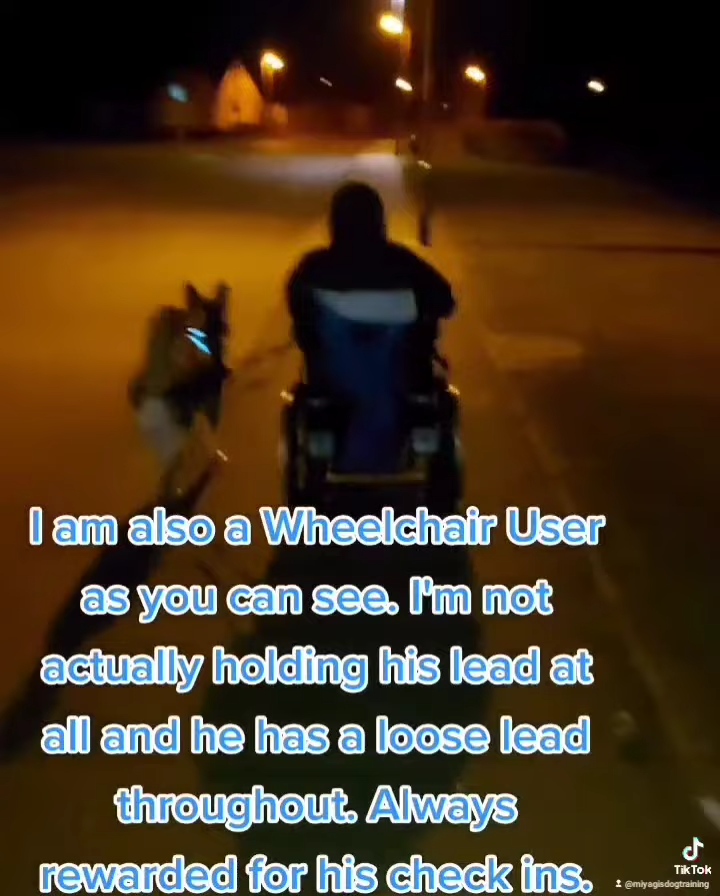 I am also a Wheelchair User
as you can see. I'm not
actually holding his lead at
all and he has a loose lead
throughout. Always
rewarded for his check ins.
TikTok
@miyagisdogtraining